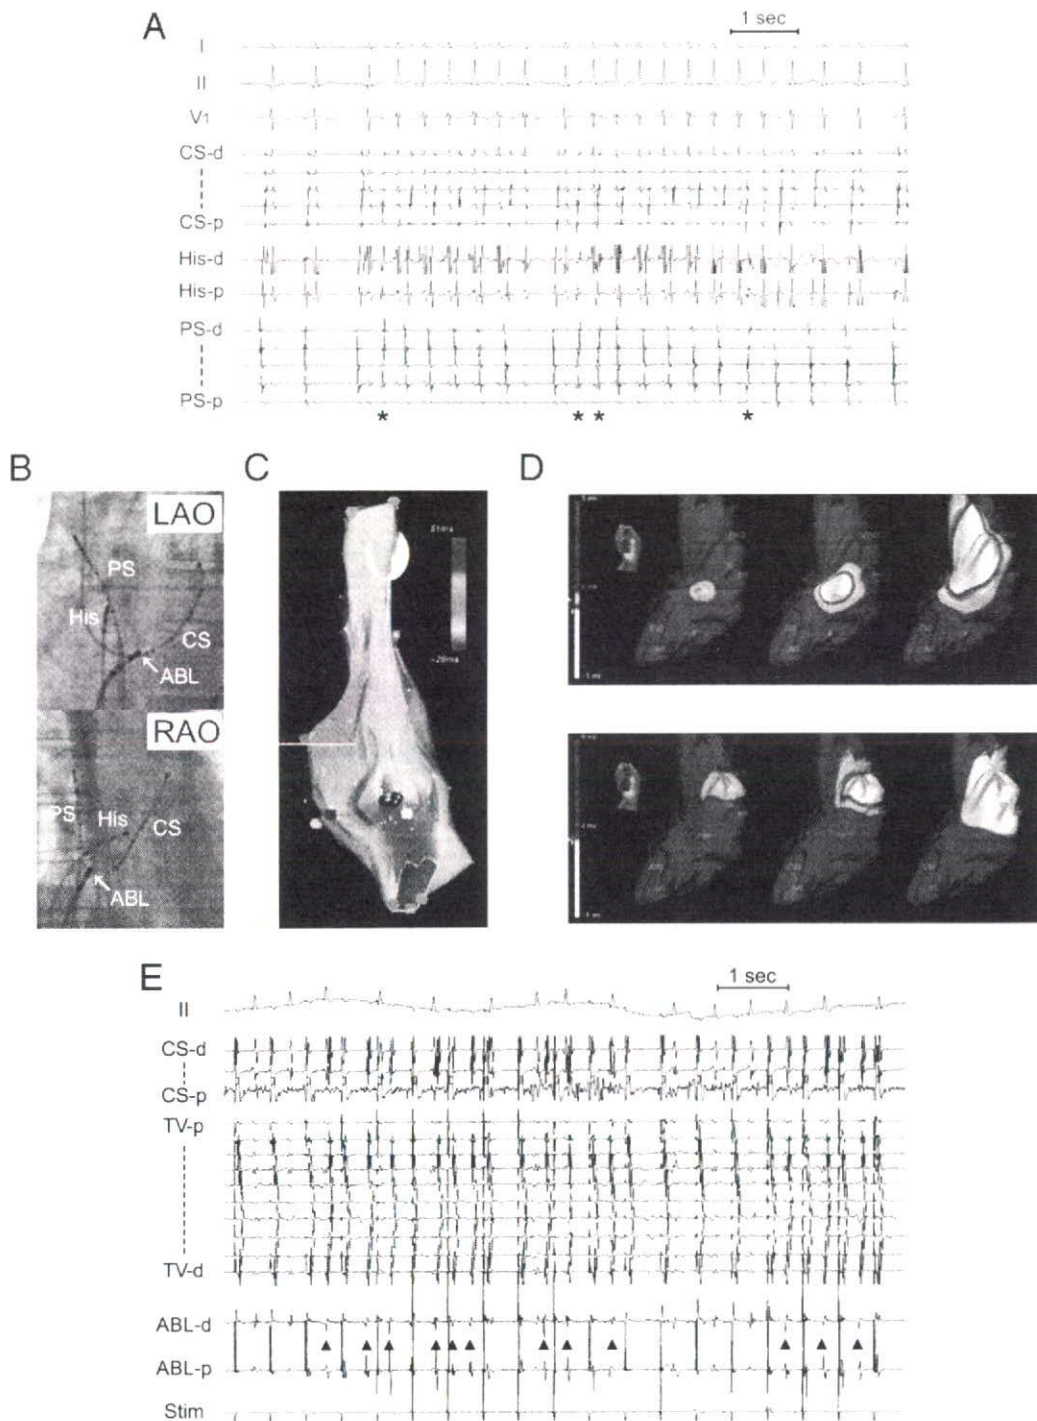 A
1 sec
I
II
V1
CS-d
CS-p
His-d
His-p
PS-d
PS-p
* * * *
B
C
D
LAO
PS
His
CS
ABL
RAO
PS
His
CS
ABL
E
1 sec
II
CS-d
CS-p
TV-p
TV-d
ABL-d
ABL-p
Stim